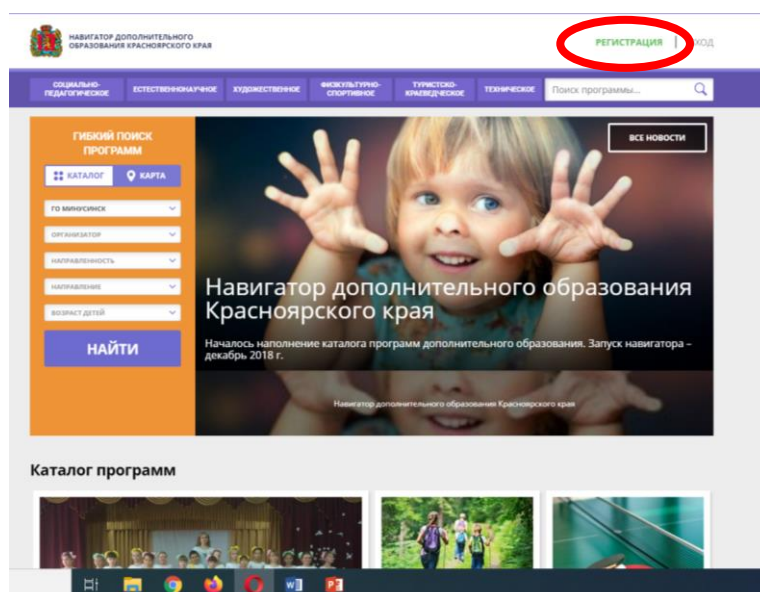 НАВИГАТОР ДОПОЛНИТЕЛЬНОГО
ОБРАЗОВАНИЯ КРАСНОЯРСКОГО КРАЯ
РЕГИСТРАЦИЯ
СОЦИАЛЬНО-
ПЕДАГОГИЧЕСКОЕ
ЕСТЕСТВЕННОНАУЧНОЕ
ХУДОЖЕСТВЕННОЕ
ФИЗКУЛЬТУРНО-
СПОРТИВНОЕ
ТУРИСТСКО-
КРАЕВЕДЧЕСКОЕ
ТЕХНИЧЕСКОЕ
Поиск программы...
ГИБКИЙ ПОИСК
ПРОГРАММ
КАТАЛОГ
КАРТА
ГО МИНУСИНСК
ОРГАНИЗАТОР
НАПРАВЛЕННОСТЬ
НАПРАВЛЕНИЕ
ВОЗРАСТ ДЕТЕЙ
НАЙТИ
ВСЕ НОВОСТИ
Навигатор дополнительного образования
Красноярского края
Началось наполнение каталога программ дополнительного образования. Запуск навигатора –
декабрь 2018 г.
Навигатор дополнительного образования Красноярского края
Каталог программ